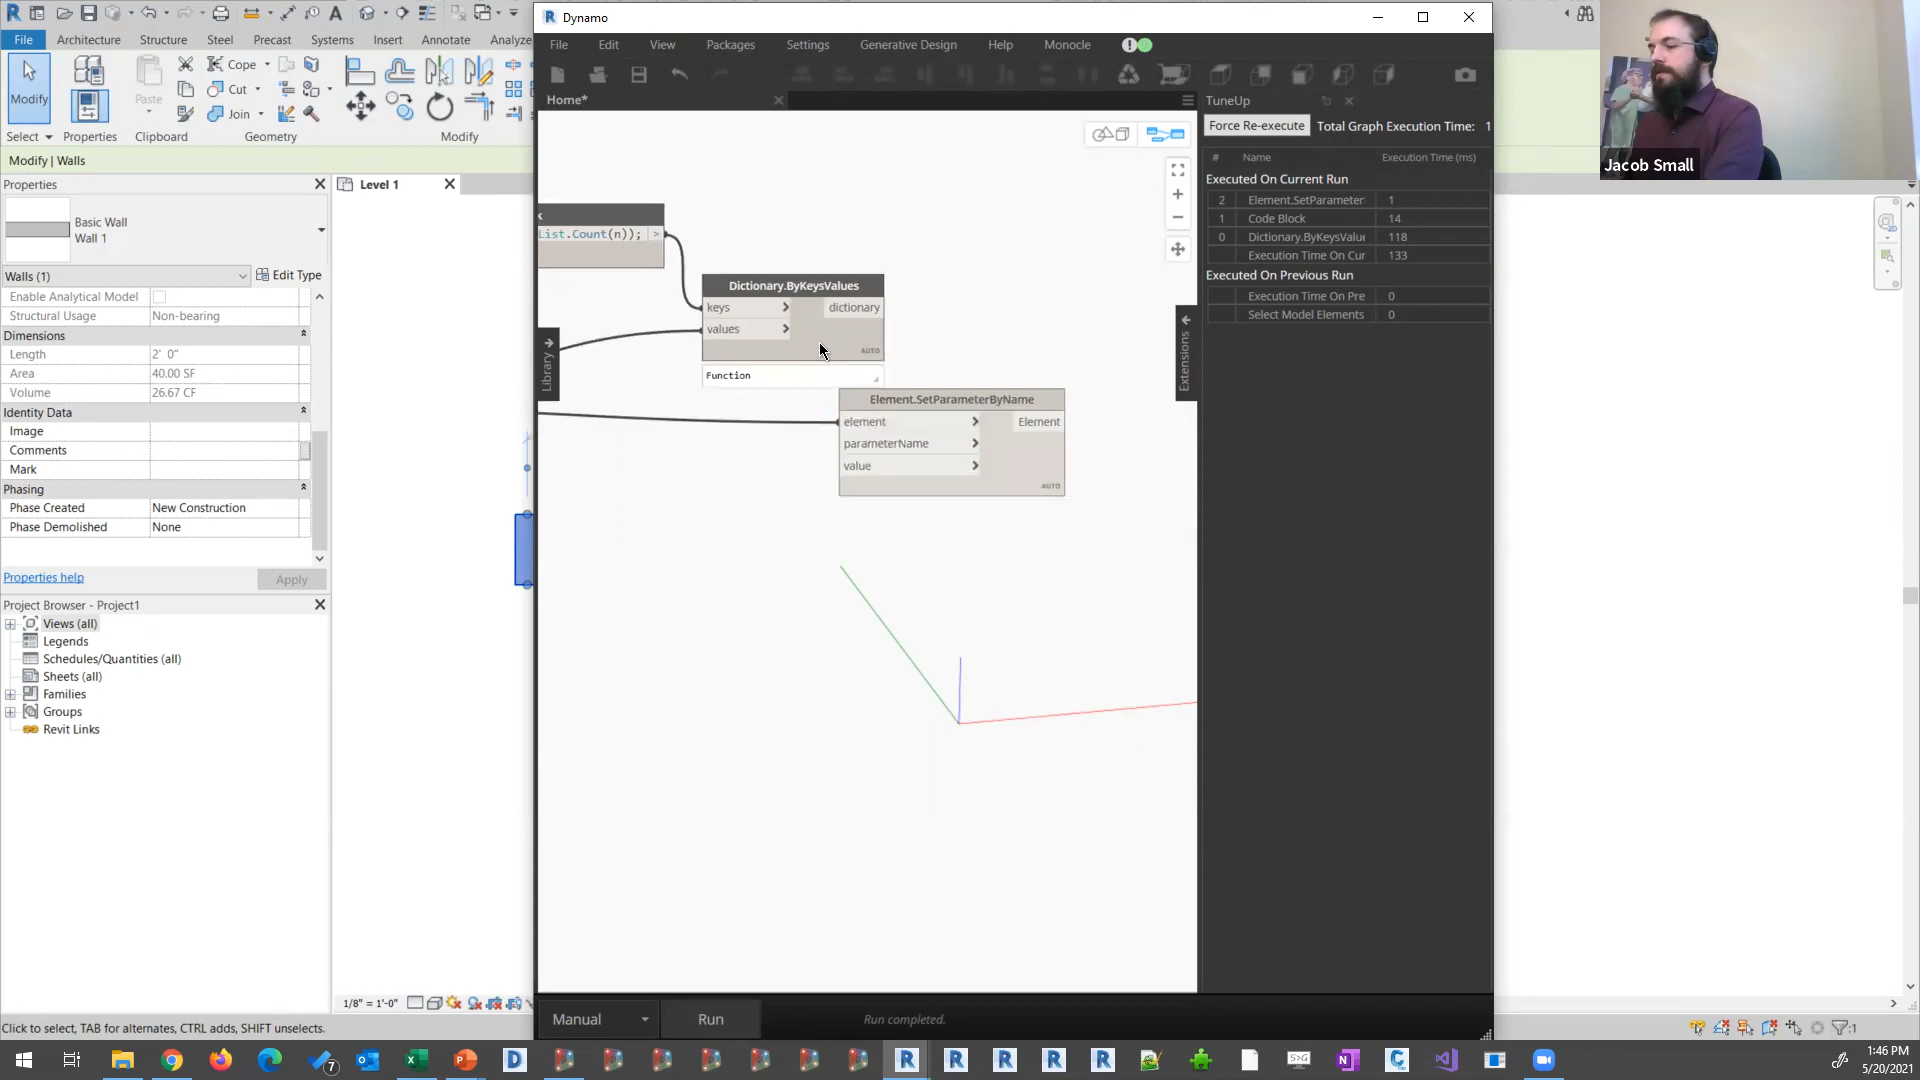 Dynamo
File
Architecture
Structure
Steel
Precast
Systems
Insert
Annotate
Analyze
File
Edit
View
Packages
Settings
Generative Design
Help
Monocle
Modify
Paste
Cope
Cut
Join
Home*
TuneUp
Select
Properties
Clipboard
Geometry
Modify
Force Re-execute
Total Graph Execution Time: 1
Modify | Walls
#
Name
Execution Time (ms)
Jacob Small
Properties
Level 1
Executed On Current Run
2 Element.SetParameter 1
1 Code Block 14
0 Dictionary.ByKeysValue 118
Execution Time On Cur 133
Executed On Previous Run
Execution Time On Pre 0
Select Model Elements 0
Basic Wall
Wall 1
Walls (1)
Edit Type
Enable Analytical Model
Structural Usage Non-bearing
Dimensions
Length 2' 0"
Area 40.00 SF
Volume 26.67 CF
Identity Data
Image
Comments
Mark
Phasing
Phase Created New Construction
Phase Demolished None
Properties help
Apply
List.Count(n)); >
Dictionary.ByKeysValues
keys >
dictionary
values >
AUTO
Function
Library
Extensions
Element.SetParameterByName
element >
Element
parameterName >
value >
AUTO
Project Browser - Project1
Views (all)
Legends
Schedules/Quantities (all)
Sheets (all)
Families
Groups
Revit Links
1/8" = 1'-0"
Manual
Run
Run completed.
Click to select, TAB for alternates, CTRL adds, SHIFT unselects.
:1
7
1:46 PM
5/20/2021